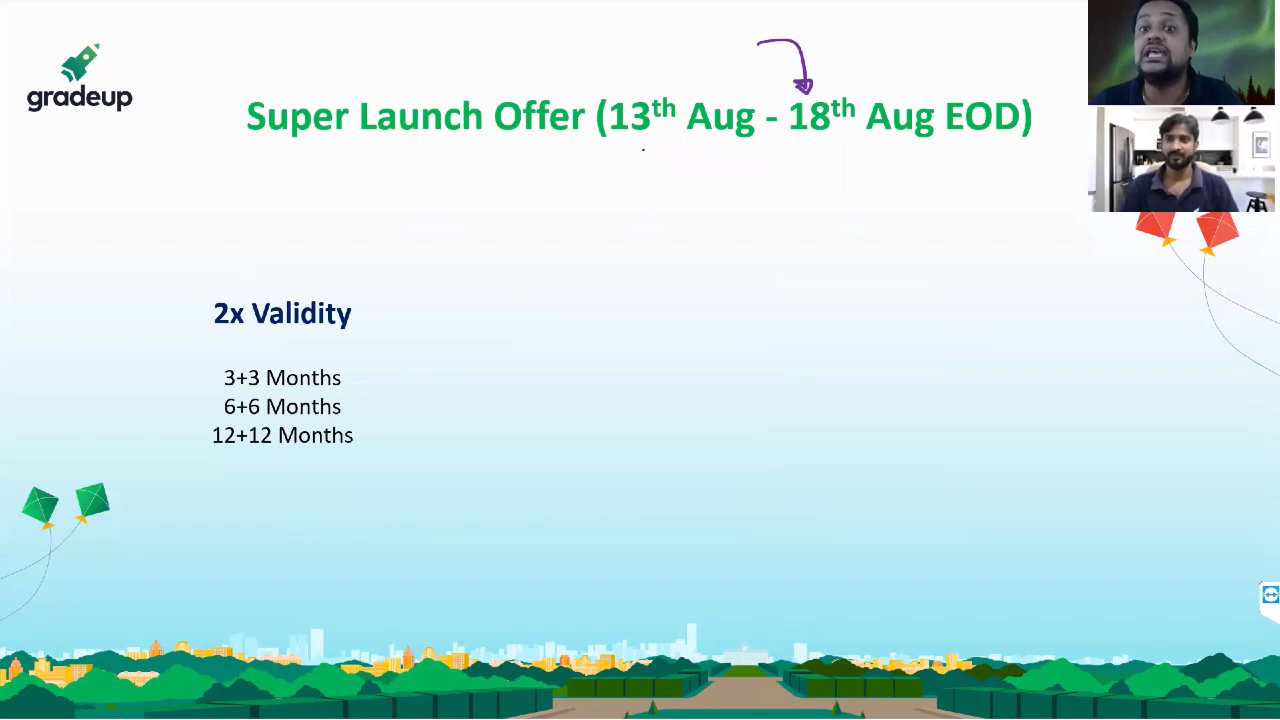 gradeup
Super Launch Offer (13th Aug - 18th Aug EOD)
2x Validity
3+3 Months
6+6 Months
12+12 Months